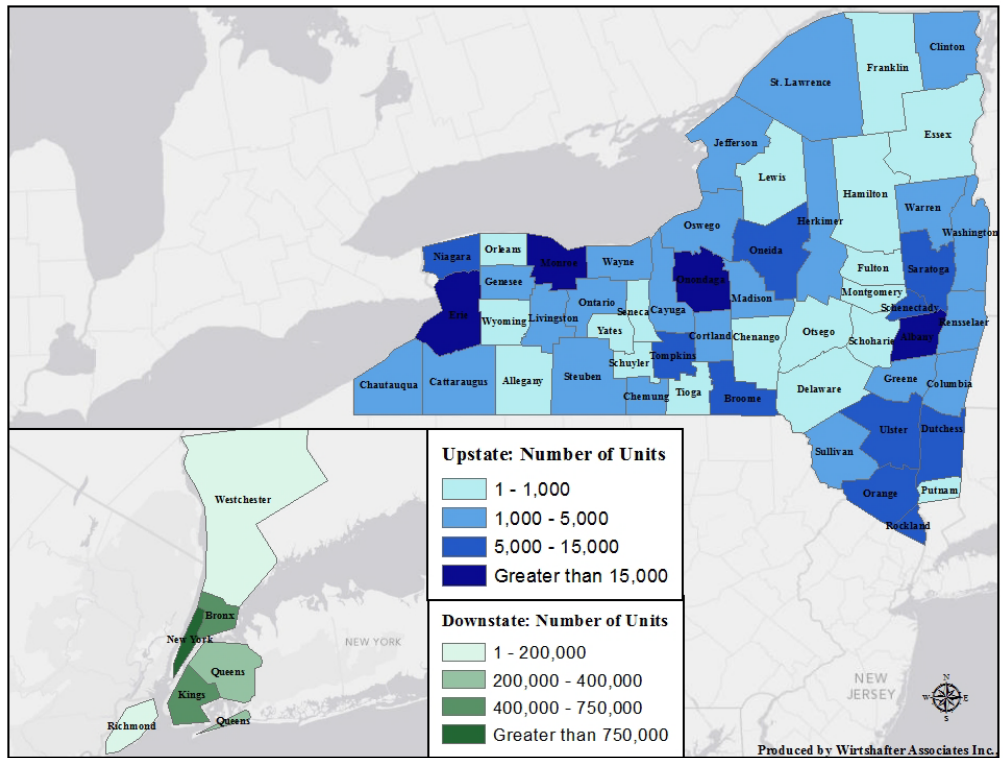 Clinton
Franklin
St. Lawrence
Essex
Jefferson
Lewis
Hamilton
Warren
Herkimer
Washington
Oswego
Oneida
Niagara
Orleans
Monroe
Wayne
Onondaga
Fulton
Saratoga
Genesee
Madison
Montgomery
Ontario
Seneca
Cayuga
Schenectady
Erie
Wyoming
Livingston
Yates
Cortland
Chenango
Otsego
Schoharie
Albany
Rensselaer
Schuyler
Tompkins
Chautauqua
Cattaraugus
Allegany
Steuben
Chemung
Tioga
Broome
Delaware
Greene
Columbia
Ulster
Dutchess
Sullivan
Orange
Putnam
Rockland
Westchester
Bronx
New York
Queens
Kings
Queens
Richmond
NEW YORK
Upstate: Number of Units
1 - 1,000
1,000 - 5,000
5,000 - 15,000
Greater than 15,000
Downstate: Number of Units
1 - 200,000
200,000 - 400,000
400,000 - 750,000
Greater than 750,000
NEW
JERSEY
N
W
E
S
Produced by Wirtshafter Associates Inc.,